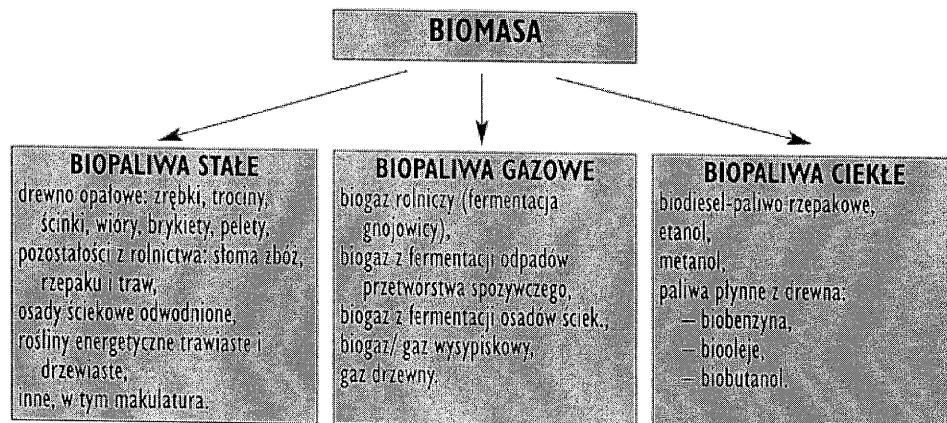 BIOMASA
BIOPALIWA STAŁE
drewno opałowe: zrębki, trociny,
ścinki, wióry, brykiety, pelety,
pozostałości z rolnictwa: słoma zbóż,
rzepaku i traw,
osady ściekowe odwodnione,
rośliny energetyczne trawiaste i
drzewiaste,
inne, w tym makulatura.
BIOPALIWA GAZOWE
biogaz rolniczy (fermentacja
gnojowicy),
biogaz z fermentacji odpadów
przetwórstwa spożywczego,
biogaz z fermentacji osadów ściek.,
biogaz/ gaz wysypiskowy,
gaz drzewny.
BIOPALIWA CIEKŁE
biodiesel-paliwo rzepakowe,
etanol,
metanol,
paliwa płynne z drewna:
– biobenzyna,
– biooleje,
– biobutanol.